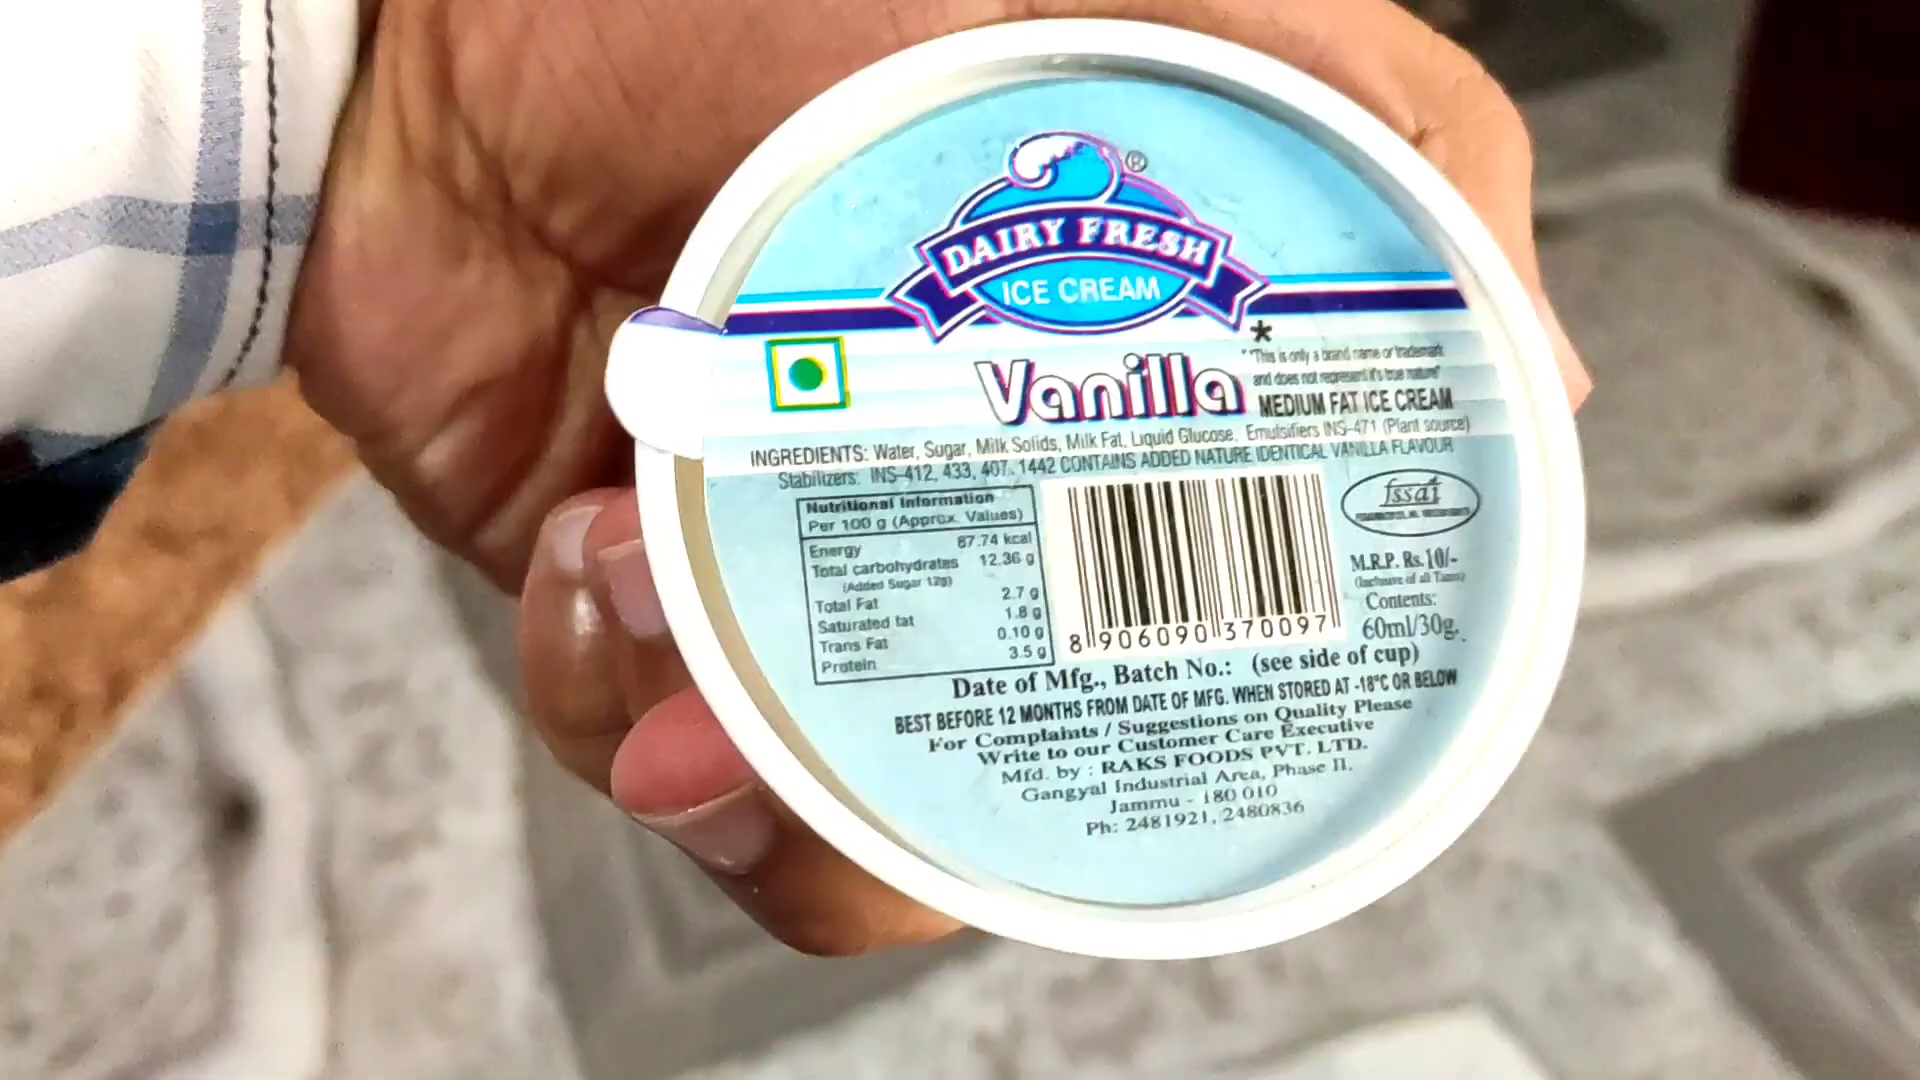 ®
DAIRY FRESH
ICE CREAM
*
Vanilla
"This is only a brand name or trademark
and does not represent it's true nature"
MEDIUM FAT ICE CREAM
INGREDIENTS: Water, Sugar, Milk Solids, Milk Fat, Liquid Glucose, Emulsifiers INS-471 (Plant source)
Stabilizers: INS-412, 433, 407, 1442 CONTAINS ADDED NATURE IDENTICAL VANILLA FLAVOUR
Nutritional Information
Per 100 g (Approx. Values)
Energy 87.74 kcal
Total carbohydrates 12.36 g
(Added Sugar 12g)
Total Fat 2.7 g
Saturated fat 1.8 g
Trans Fat 0.10 g
Protein 3.5 g
8 906090 370097
fssai
M.R.P. Rs. 10/-
(Inclusive of all Taxes)
Contents:
60ml/30g.
Date of Mfg., Batch No.: (see side of cup)
BEST BEFORE 12 MONTHS FROM DATE OF MFG. WHEN STORED AT -18°C OR BELOW
For Complaints / Suggestions on Quality Please
Write to our Customer Care Executive
Mfd. by : RAKS FOODS PVT. LTD.
Gangyal Industrial Area, Phase II,
Jammu - 180 010
Ph: 2481921, 2480836